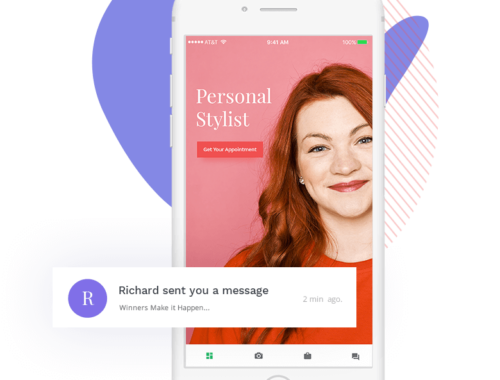 AT&T
9:41 AM
100%
Personal
Stylist
Get Your Appointment
R
Richard sent you a message
2 min ago.
Winners Make It Happen...